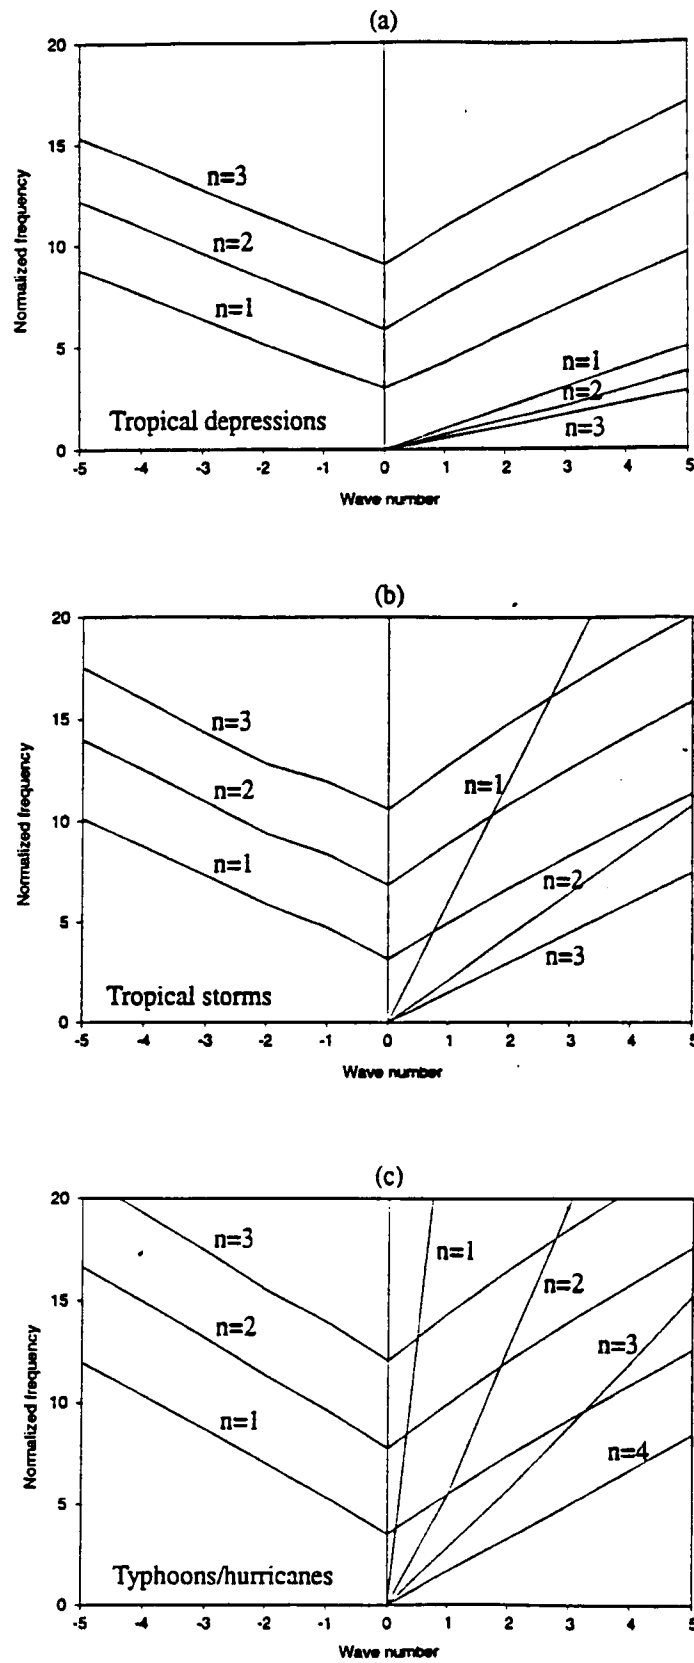 (a)
20
15
10
5
0
Normalized frequency
n=3
n=2
n=1
n=1
n=2
n=3
Tropical depressions
-5 -4 -3 -2 -1 0 1 2 3 4 5
Wave number
(b)
20
15
10
5
0
Normalized frequency
n=3
n=2
n=1
n=1
n=2
n=3
Tropical storms
-5 -4 -3 -2 -1 0 1 2 3 4 5
Wave number
(c)
20
15
10
5
0
Normalized frequency
n=3
n=2
n=1
n=1
n=2
n=3
n=4
Typhoons/hurricanes
-5 -4 -3 -2 -1 0 1 2 3 4 5
Wave number